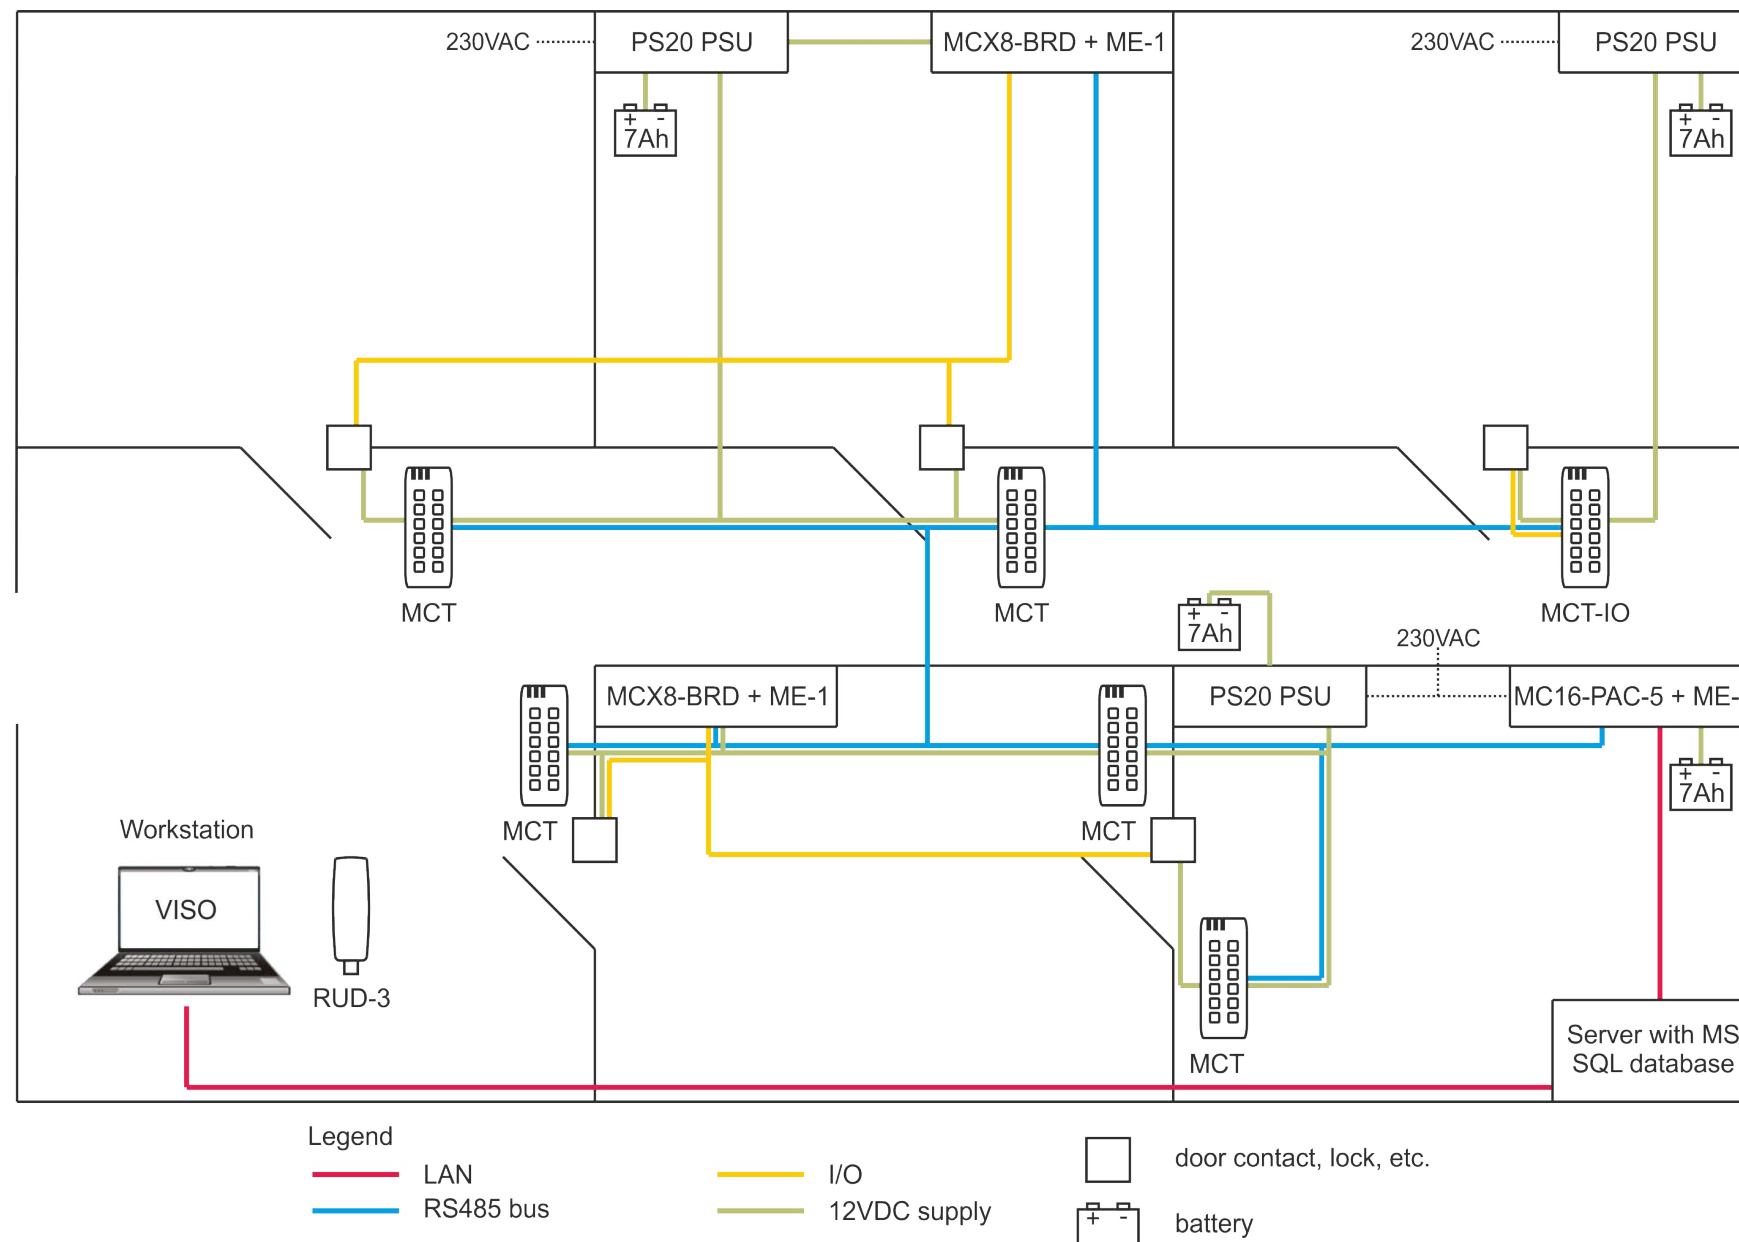 230VAC
PS20 PSU
MCX8-BRD + ME-1
230VAC
PS20 PSU
+ -
7Ah
+ -
7Ah
MCT
MCT
MCT-IO
+ -
7Ah
230VAC
MCX8-BRD + ME-1
PS20 PSU
MC16-PAC-5 + ME-
+ -
7Ah
MCT
MCT
Workstation
VISO
RUD-3
MCT
Server with MS
SQL database
Legend
LAN
RS485 bus
I/O
12VDC supply
door contact, lock, etc.
+ -
battery